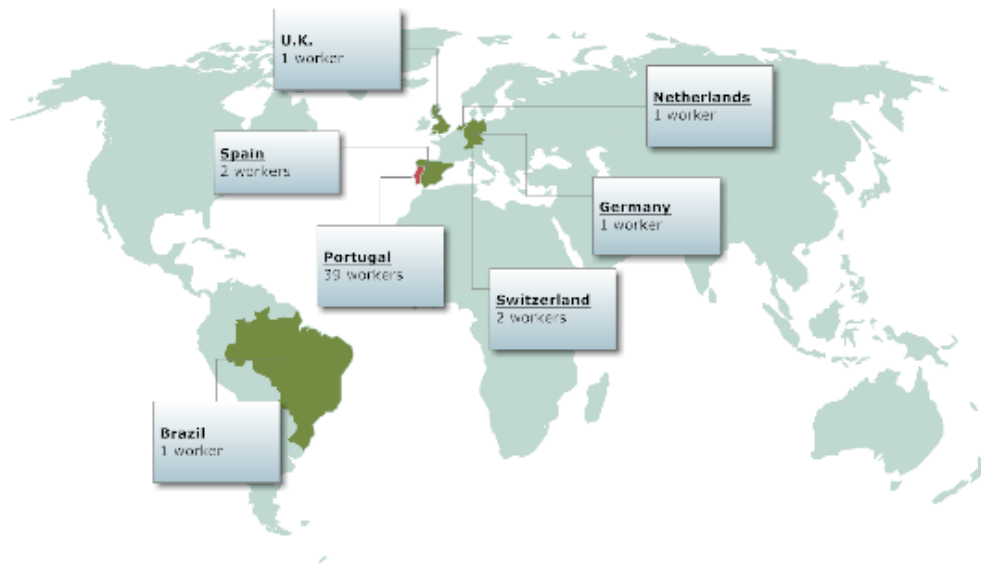 U.K.
1 worker
Netherlands
1 worker
Spain
2 workers
Germany
1 worker
Portugal
39 workers
Switzerland
2 workers
Brazil
1 worker